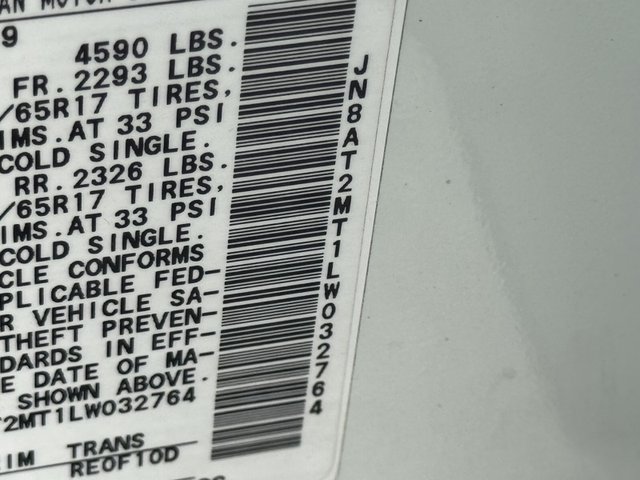 AN MOTOR
9
4590 LBS.
FR. 2293 LBS.
/65R17 TIRES,
IMS. AT 33 PSI
COLD SINGLE.
RR. 2326 LBS.
/65R17 TIRES,
IMS. AT 33 PSI
COLD SINGLE.
CLE CONFORMS
PLICABLE FED-
R VEHICLE SA-
THEFT PREVEN-
DARDS IN EFF-
E DATE OF MA-
SHOWN ABOVE.
2MT1LW032764
IM TRANS
RE0F10D
JN8AT2MT1LW032764